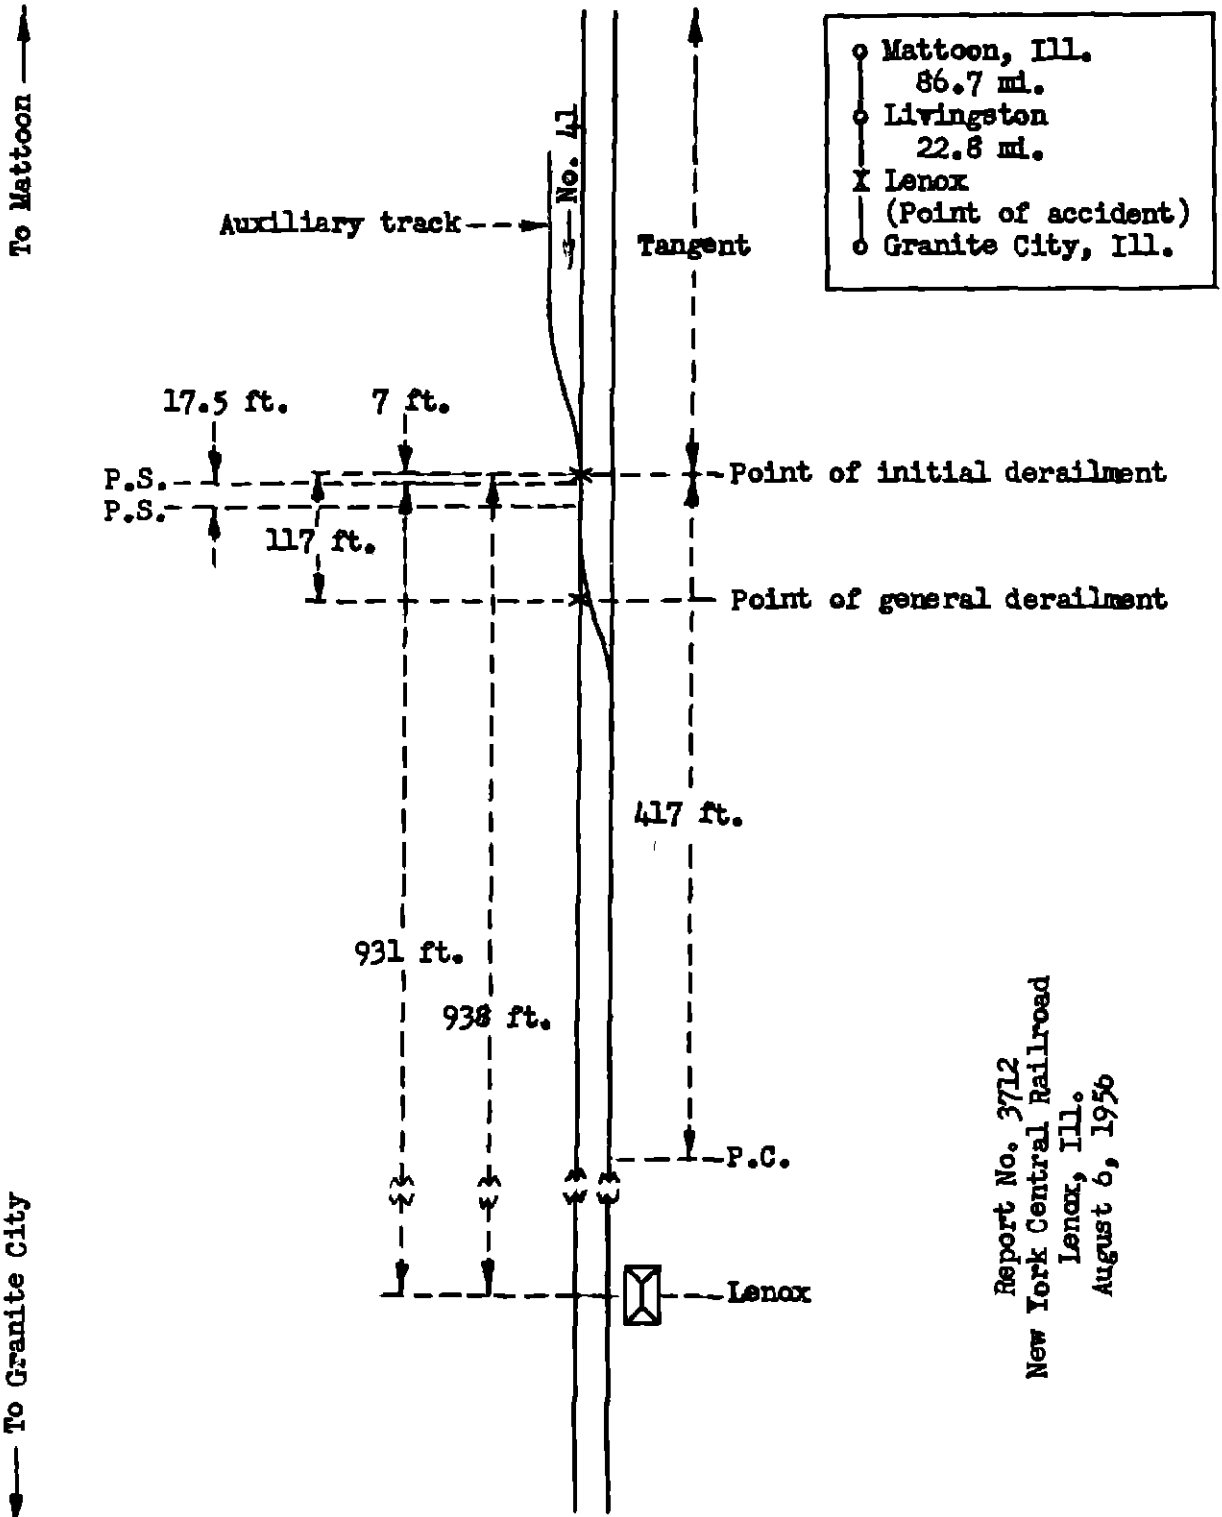 To Mattoon
Mattoon, Ill.
86.7 mi.
Livingston
22.8 mi.
X Lenox
(Point of accident)
Granite City, Ill.
No. 41
Auxiliary track
Tangent
17.5 ft.
7 ft.
P.S.
Point of initial derailment
P.S.
117 ft.
Point of general derailment
417 ft.
931 ft.
938 ft.
P.C.
Lenox
To Granite City
Report No. 3712
New York Central Railroad
Lenox, Ill.
August 6, 1956